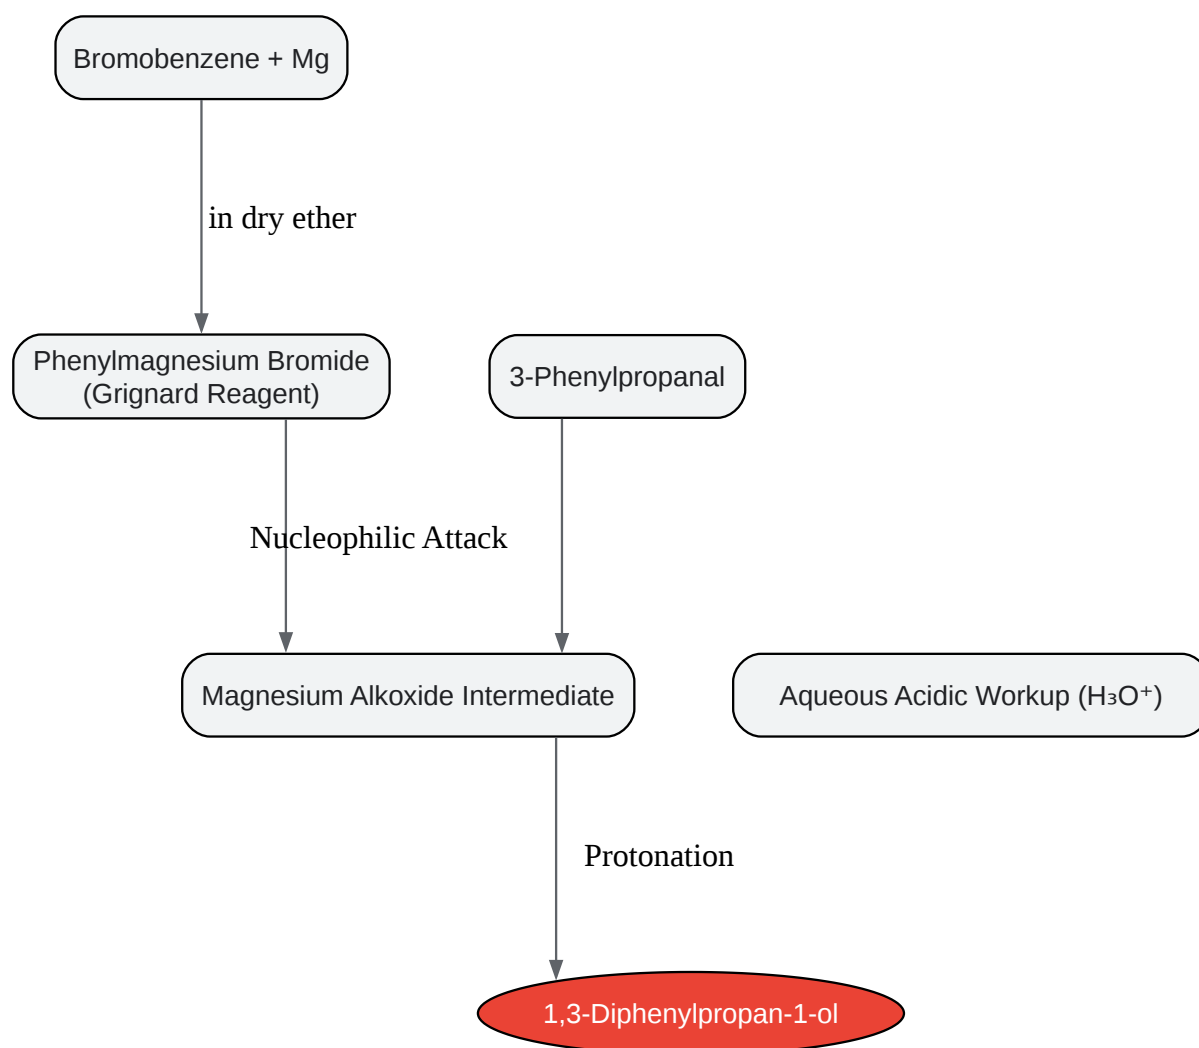 Bromobenzene + Mg
in dry ether
Phenylmagnesium Bromide
(Grignard Reagent)
3-Phenylpropanal
Nucleophilic Attack
Magnesium Alkoxide Intermediate
Aqueous Acidic Workup (H₃O⁺)
Protonation
1,3-Diphenylpropan-1-ol